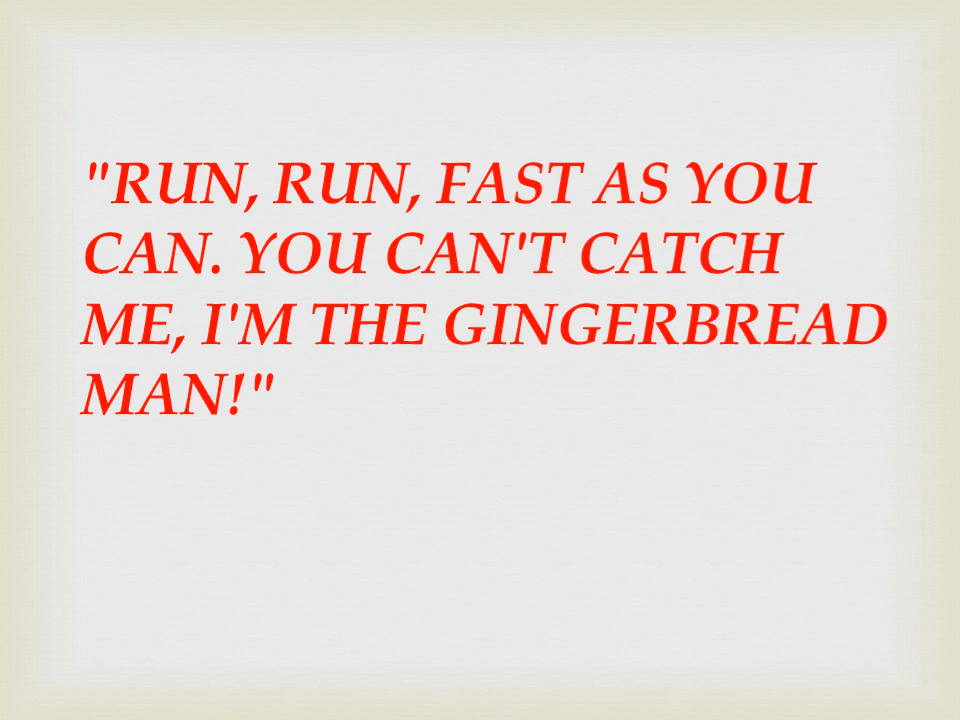 "RUN, RUN, FAST AS YOU
CAN. YOU CAN'T CATCH
ME, I'M THE GINGERBREAD
MAN!"